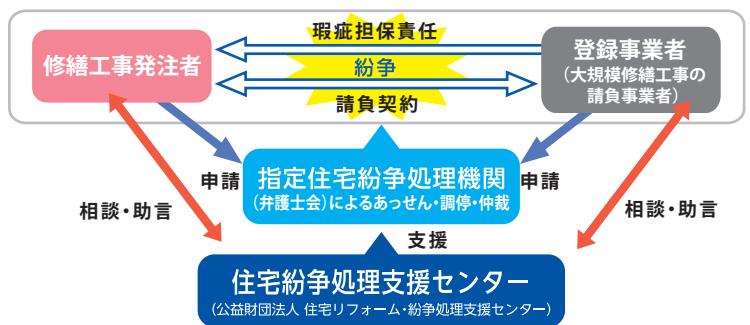 瑕疵担保責任
修繕工事発注者
紛争
登録事業者
（大規模修繕工事の
請負事業者）
請負契約
申請
指定住宅紛争処理機関
（弁護士会）によるあっせん・調停・仲裁
申請
相談・助言
相談・助言
支援
住宅紛争処理支援センター
（公益財団法人 住宅リフォーム・紛争処理支援センター）